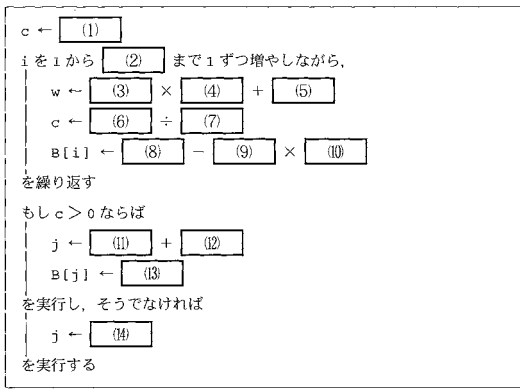 c ← (1)
iを1から (2) まで1ずつ増やしながら,
w ← (3) × (4) + (5)
c ← (6) ÷ (7)
B[i] ← (8) − (9) × (10)
を繰り返す
もしc＞0ならば
j ← (11) + (12)
B[j] ← (13)
を実行し,そうでなければ
j ← (14)
を実行する